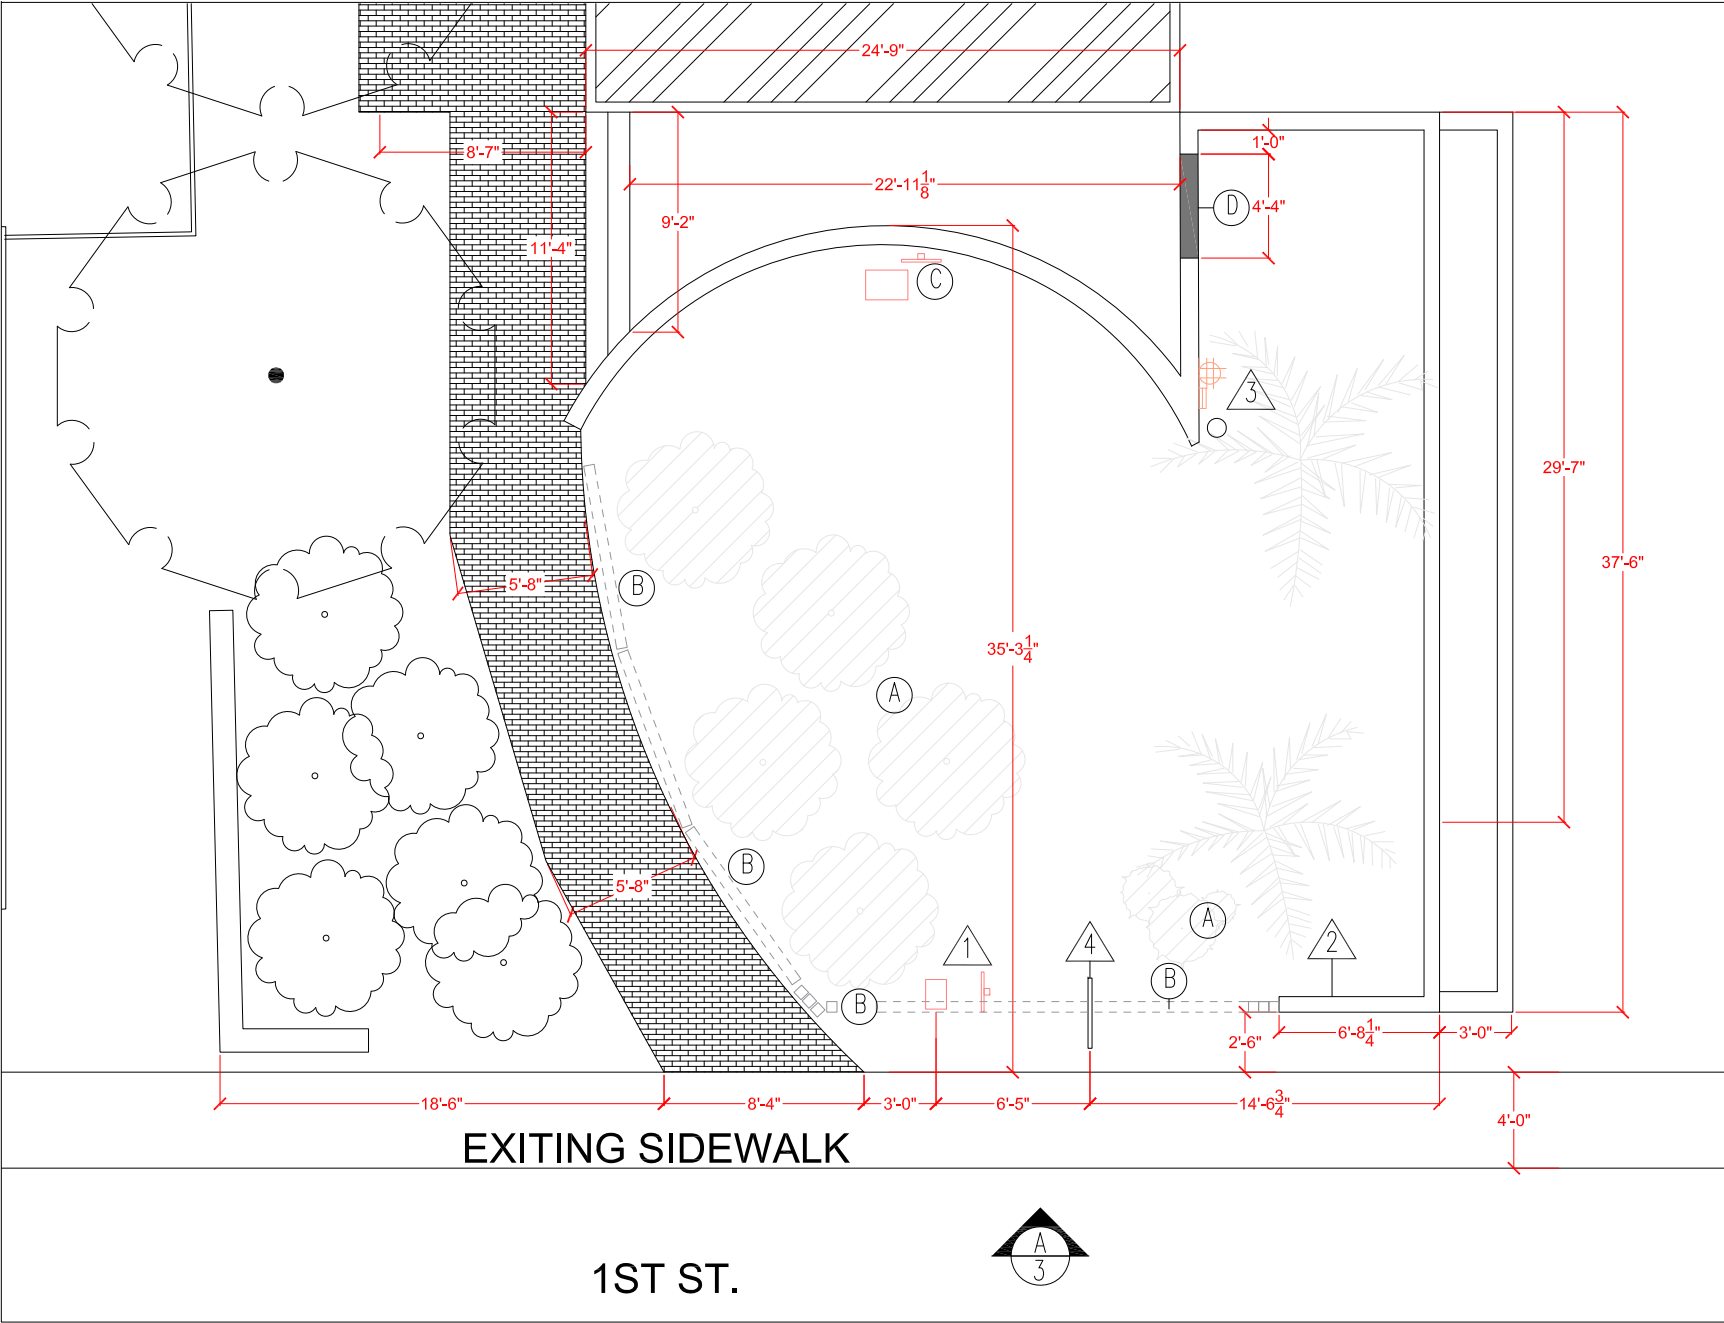 24'-9"
1'-0"
8'-7"
22'-11 1/8"
D
4'-4"
9'-2"
11'-4"
C
3
29'-7"
37'-6"
5'-8"
B
35'-3 1/4"
A
B
5'-8"
A
1
4
2
B
B
6'-8 1/4"
3'-0"
2'-6"
18'-6"
8'-4"
3'-0"
6'-5"
14'-6 3/4"
4'-0"
EXITING SIDEWALK
A
3
1ST ST.